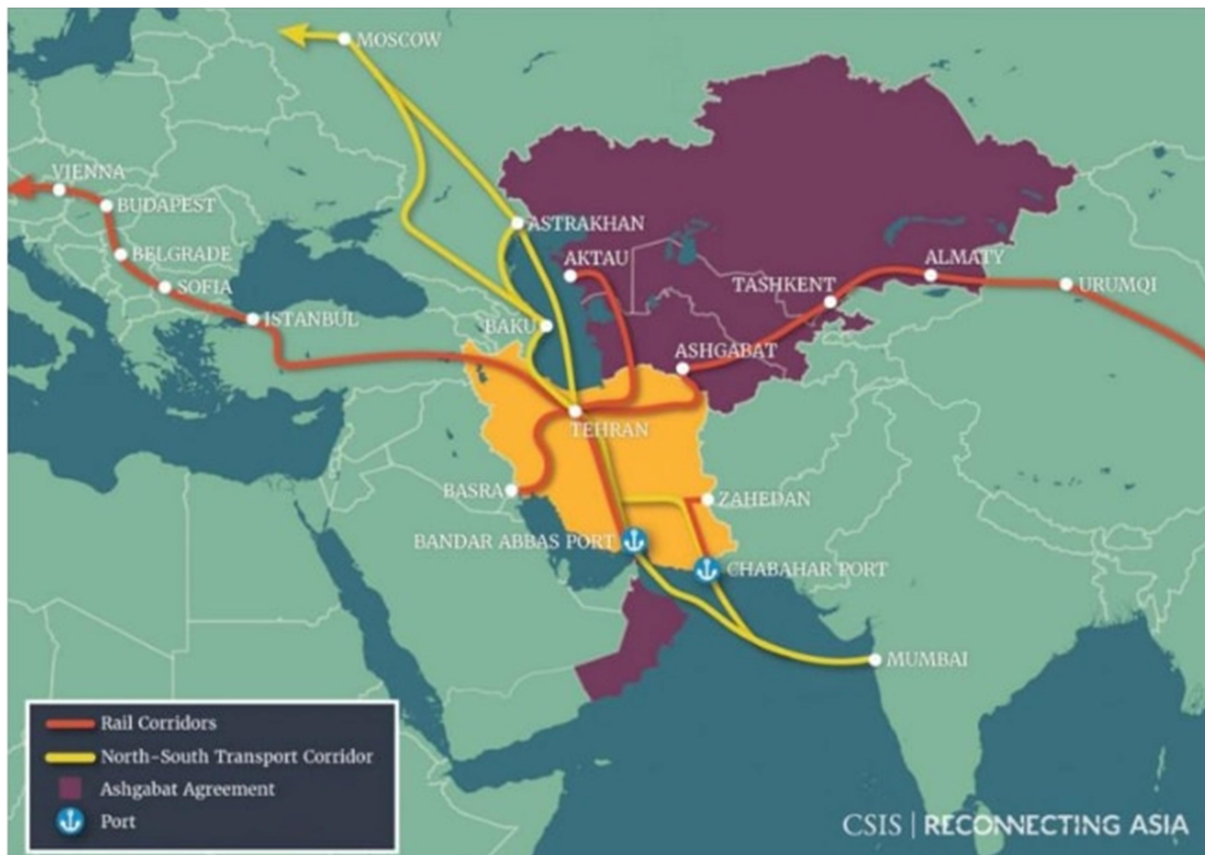 MOSCOW
VIENNA
BUDAPEST
ASTRAKHAN
BELGRADE
AKTAU
ALMATY
SOFIA
TASHKENT
URUMQI
ISTANBUL
BAKU
ASHGABAT
TEHRAN
BASRA
ZAHEDAN
BANDAR ABBAS PORT
CHABAHAR PORT
MUMBAI
Rail Corridors
North-South Transport Corridor
Ashgabat Agreement
Port
CSIS | RECONNECTING ASIA